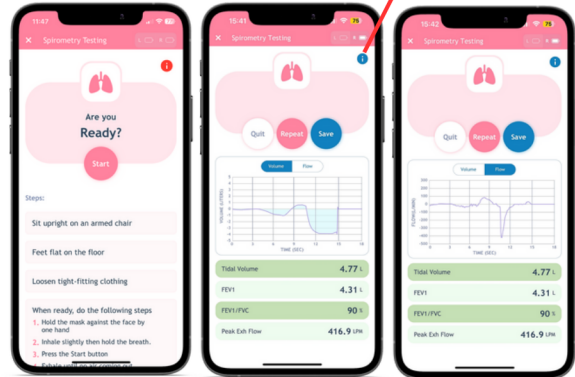 11:47
Spirometry Testing
Are you
Ready?
Start
Steps:
Sit upright on an armed chair
Feet flat on the floor
Loosen tight-fitting clothing
When ready, do the following steps
1. Hold the mask against the face by
one hand
2. Inhale slightly then hold the breath.
3. Press the Start button
15:41
76
Spirometry Testing
Quit
Repeat
Save
Volume
Flow
VOLUME (LITERS)
TIME (SEC)
Tidal Volume
4.77 L
FEV1
4.31 L
FEV1/FVC
90 %
Peak Exh Flow
416.9 LPM
15:42
76
Spirometry Testing
Quit
Repeat
Save
Volume
Flow
TIME (SEC)
Tidal Volume
4.77 L
FEV1
4.31 L
FEV1/FVC
90 %
Peak Exh Flow
416.9 LPM